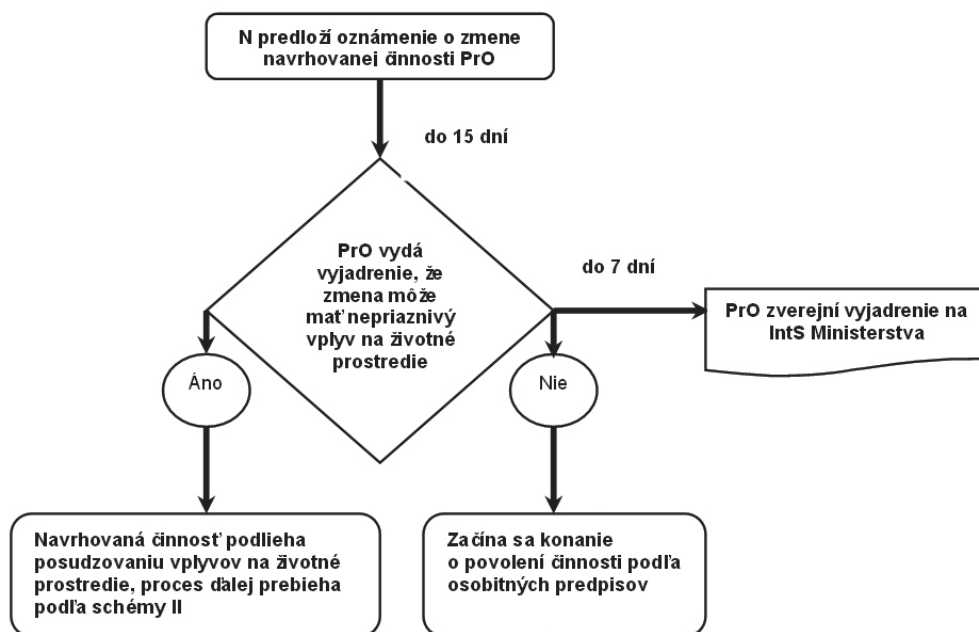 N predloží oznámenie o zmene
navrhovanej činnosti PrO
do 15 dní
PrO vydá
vyjadrenie, že
zmena môže
mať nepriaznivý
vplyv na životné
prostredie
do 7 dní
PrO zverejní vyjadrenie na
IntS Ministerstva
Áno
Nie
Navrhovaná činnosť podlieha
posudzovaniu vplyvov na životné
prostredie, proces ďalej prebieha
podľa schémy II
Začína sa konanie
o povolení činnosti podľa
osobitných predpisov